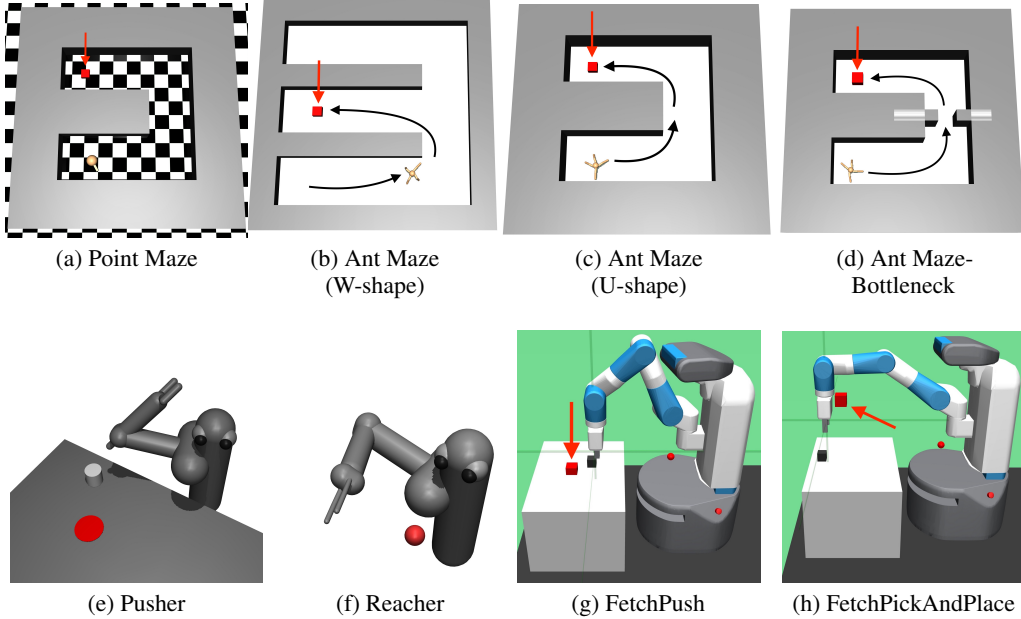 (a) Point Maze
(b) Ant Maze
(W-shape)
(c) Ant Maze
(U-shape)
(d) Ant Maze-
Bottleneck
(e) Pusher
(f) Reacher
(g) FetchPush
(h) FetchPickAndPlace